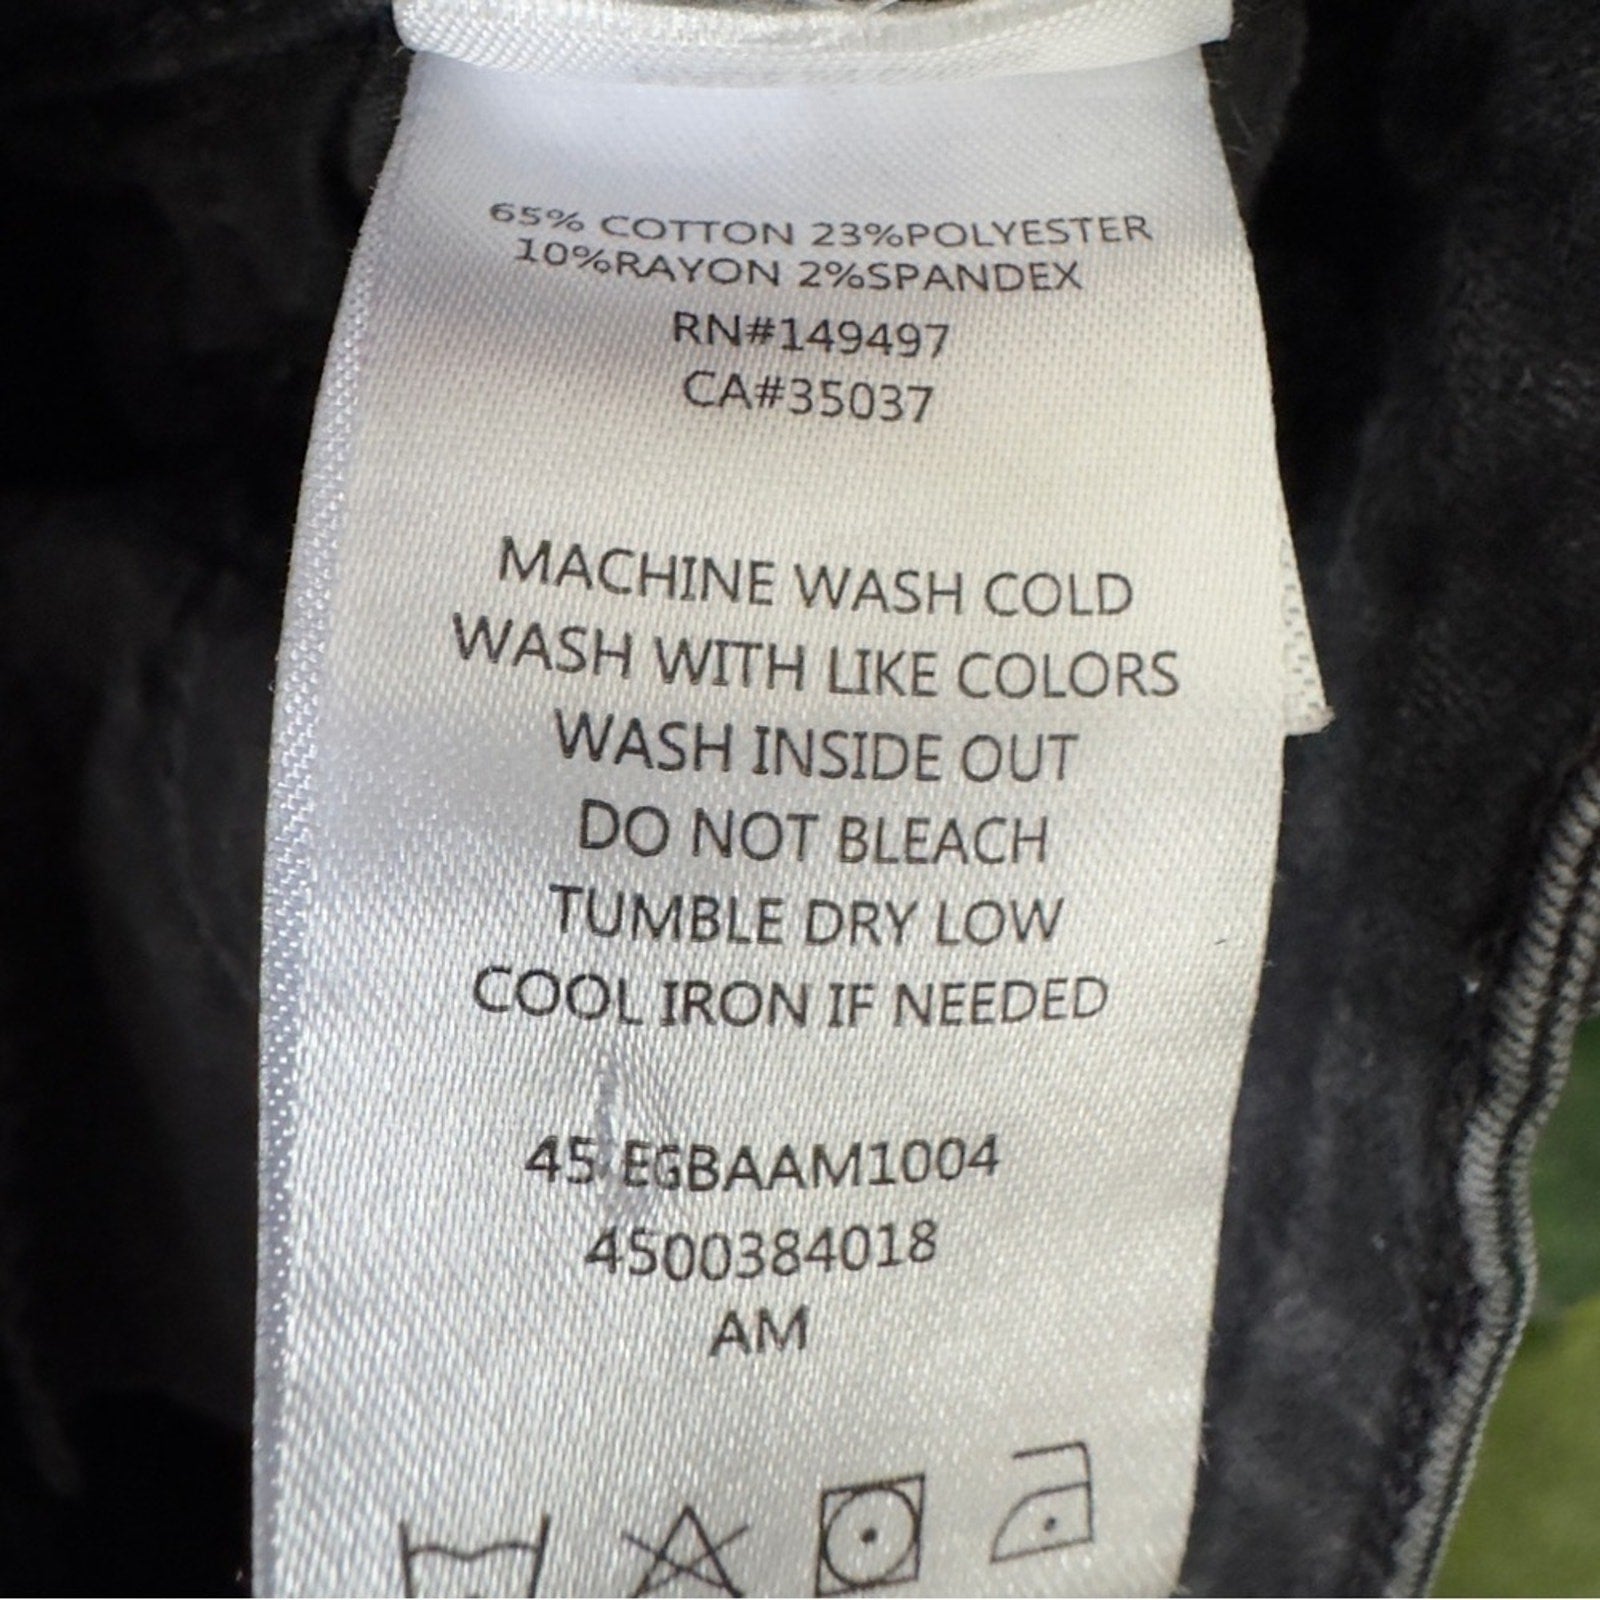 65% COTTON 23%POLYESTER
10%RAYON 2%SPANDEX
RN#149497
CA#35037
MACHINE WASH COLD
WASH WITH LIKE COLORS
WASH INSIDE OUT
DO NOT BLEACH
TUMBLE DRY LOW
COOL IRON IF NEEDED
45 EGBAAM1004
4500384018
AM